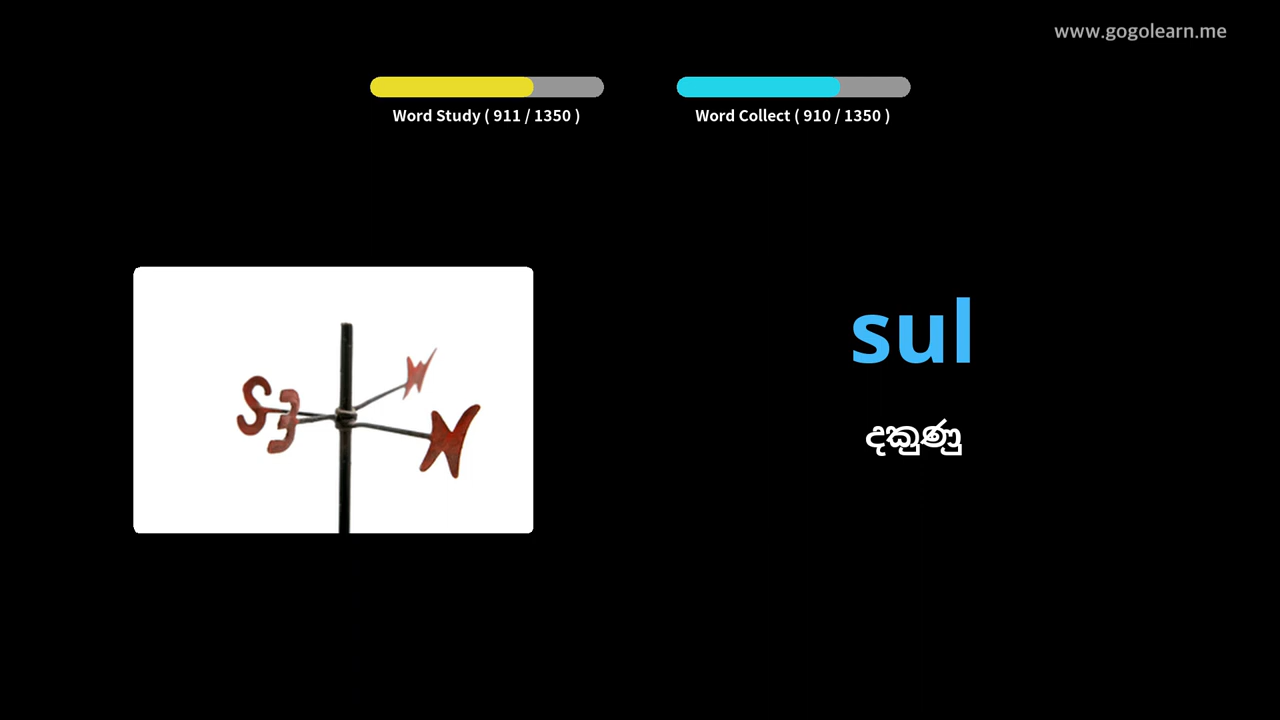 www.gogolearn.me
Word Study ( 911 / 1350 )
Word Collect ( 910 / 1350 )
sul
දකුණු
S E N